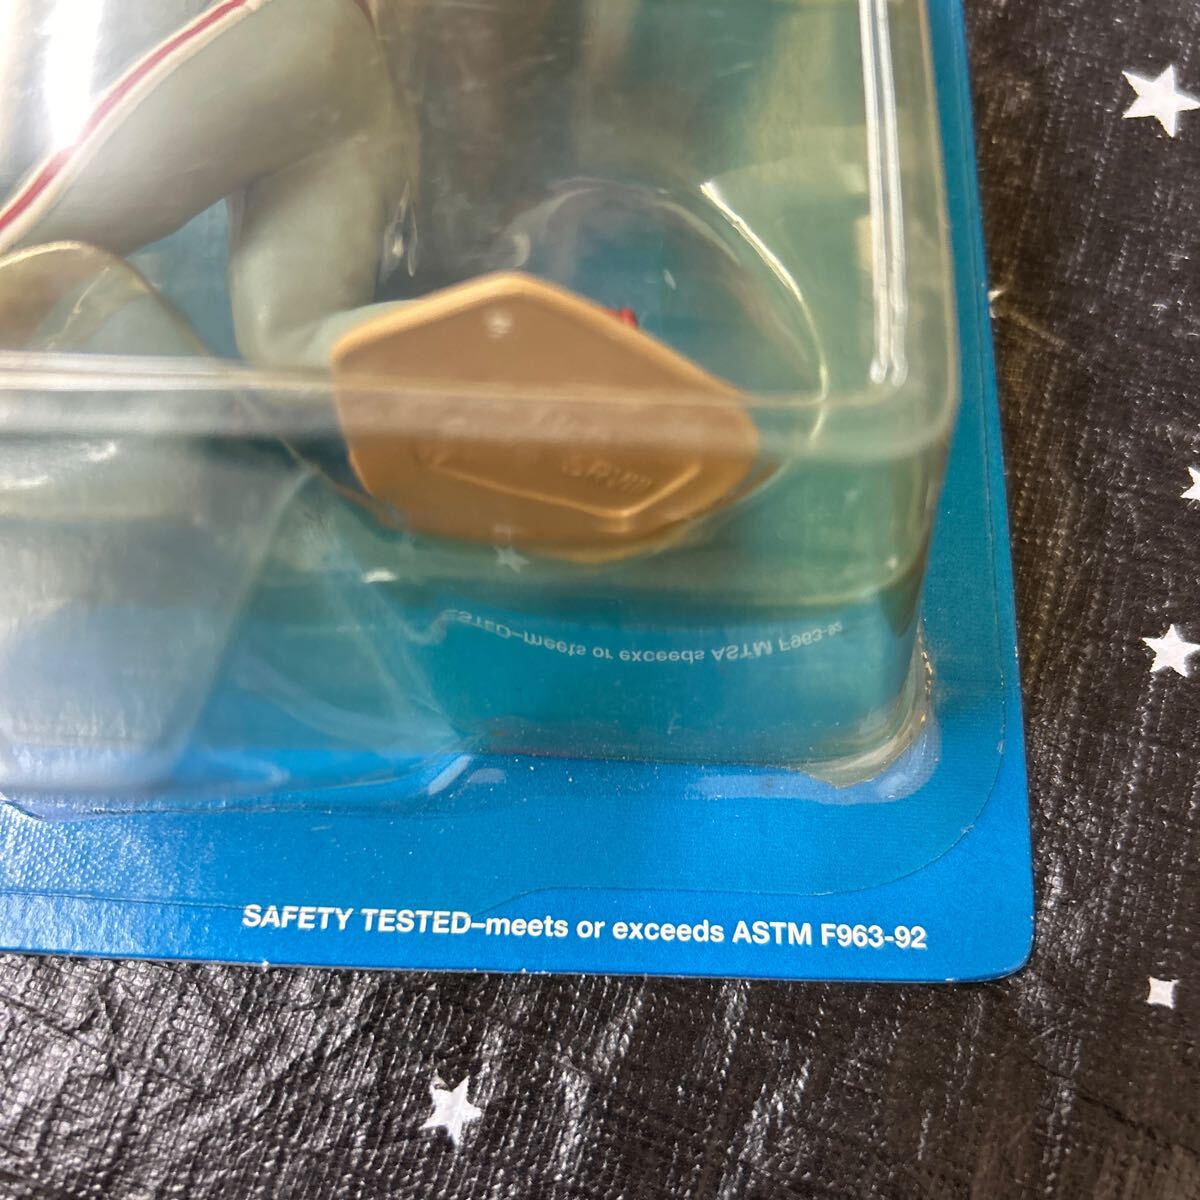 SAFETY TESTED–meets or exceeds ASTM F963-92